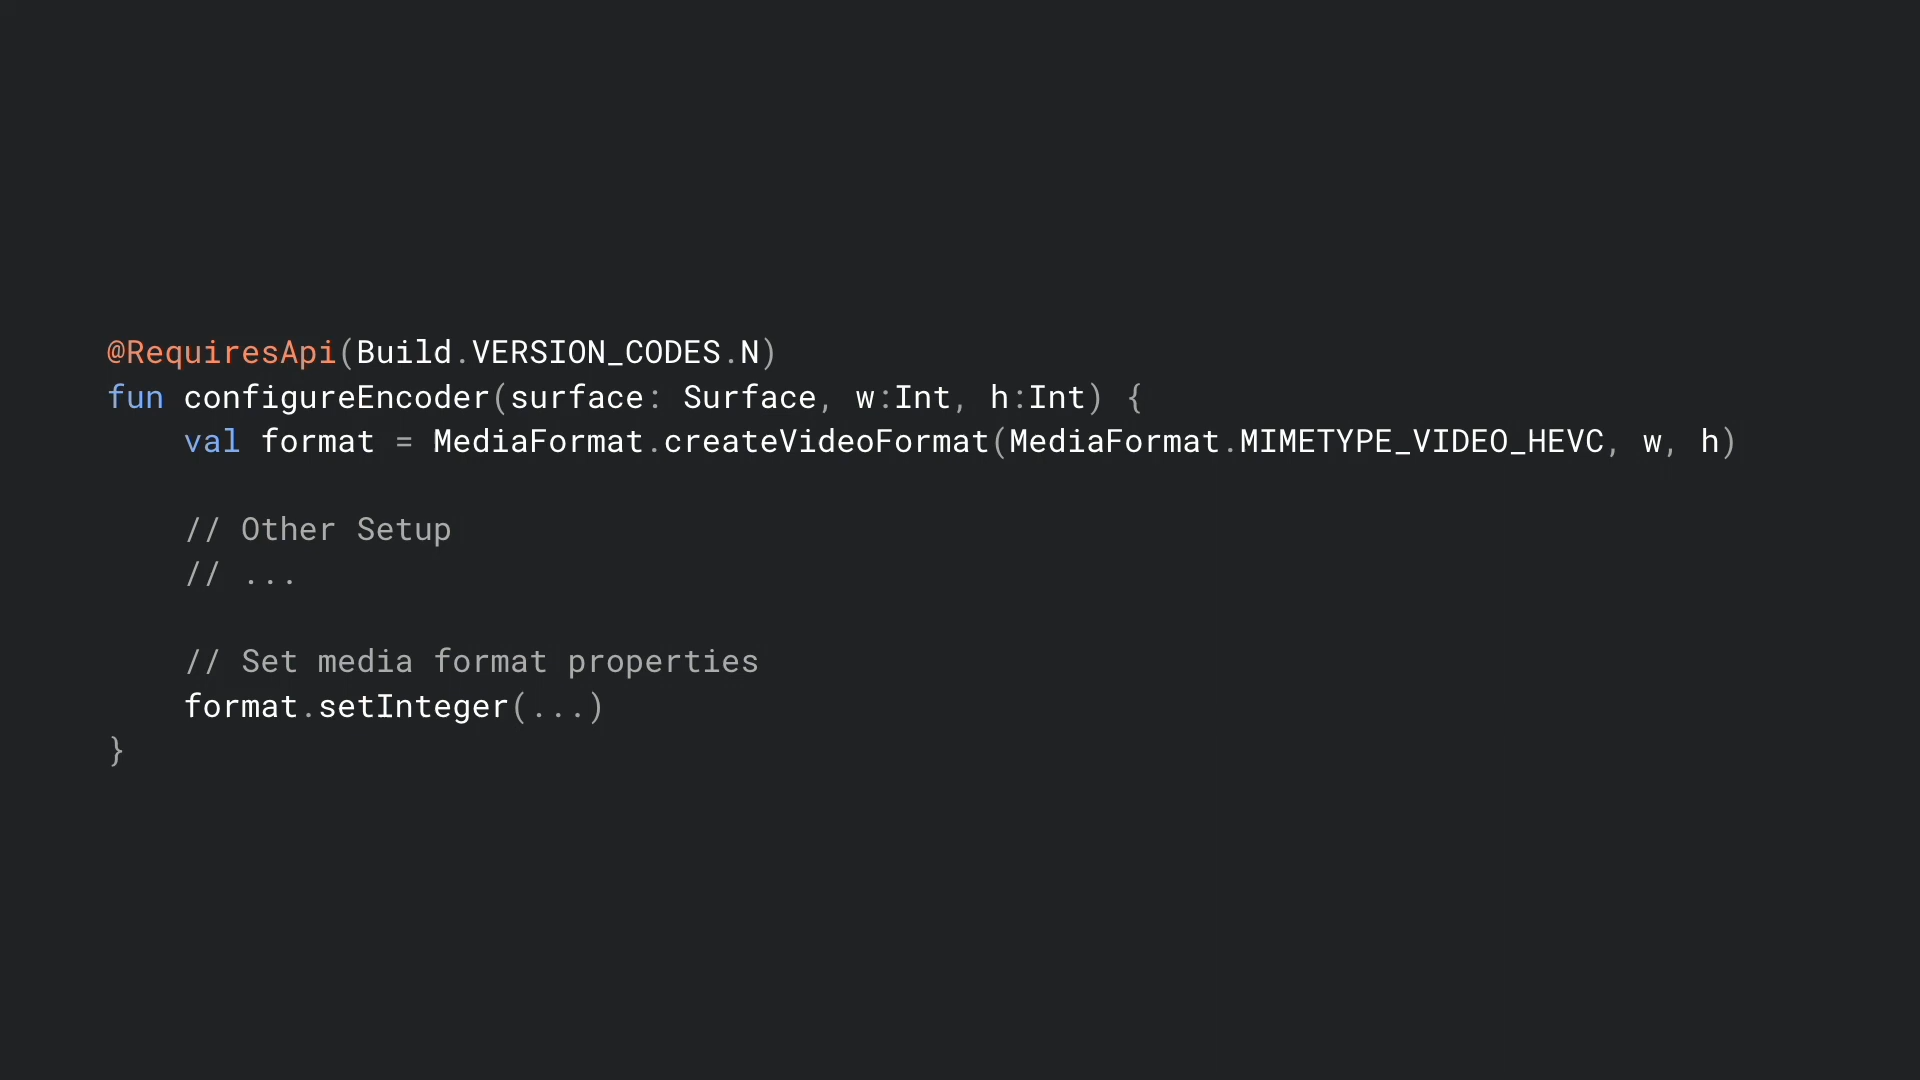 @RequiresApi(Build.VERSION_CODES.N)
fun configureEncoder(surface: Surface, w:Int, h:Int) {
    val format = MediaFormat.createVideoFormat(MediaFormat.MIMETYPE_VIDEO_HEVC, w, h)
    // Other Setup
    // ...
    // Set media format properties
    format.setInteger(...)
}